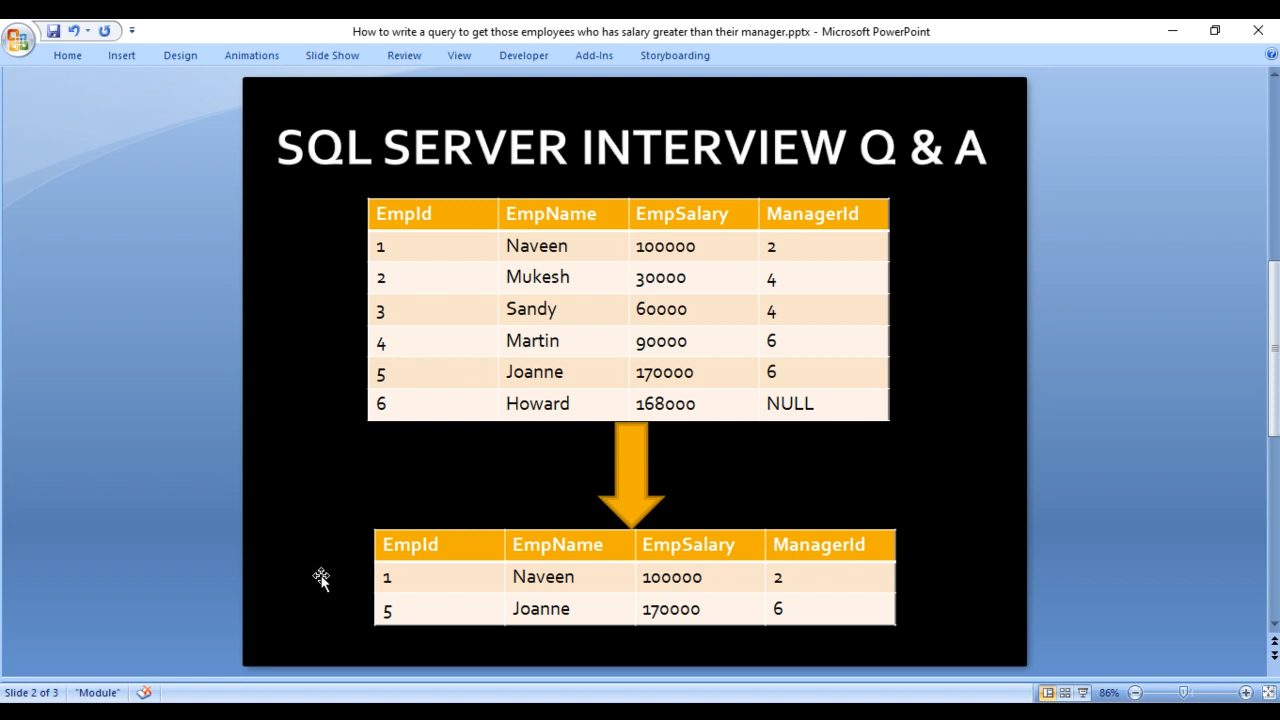 How to write a query to get those employees who has salary greater than their manager.pptx - Microsoft PowerPoint
Home Insert Design Animations Slide Show Review View Developer Add-Ins Storyboarding
SQL SERVER INTERVIEW Q & A
EmpId EmpName EmpSalary ManagerId
1 Naveen 100000 2
2 Mukesh 30000 4
3 Sandy 60000 4
4 Martin 90000 6
5 Joanne 170000 6
6 Howard 168000 NULL
EmpId EmpName EmpSalary ManagerId
1 Naveen 100000 2
5 Joanne 170000 6
Slide 2 of 3 "Module" 86%